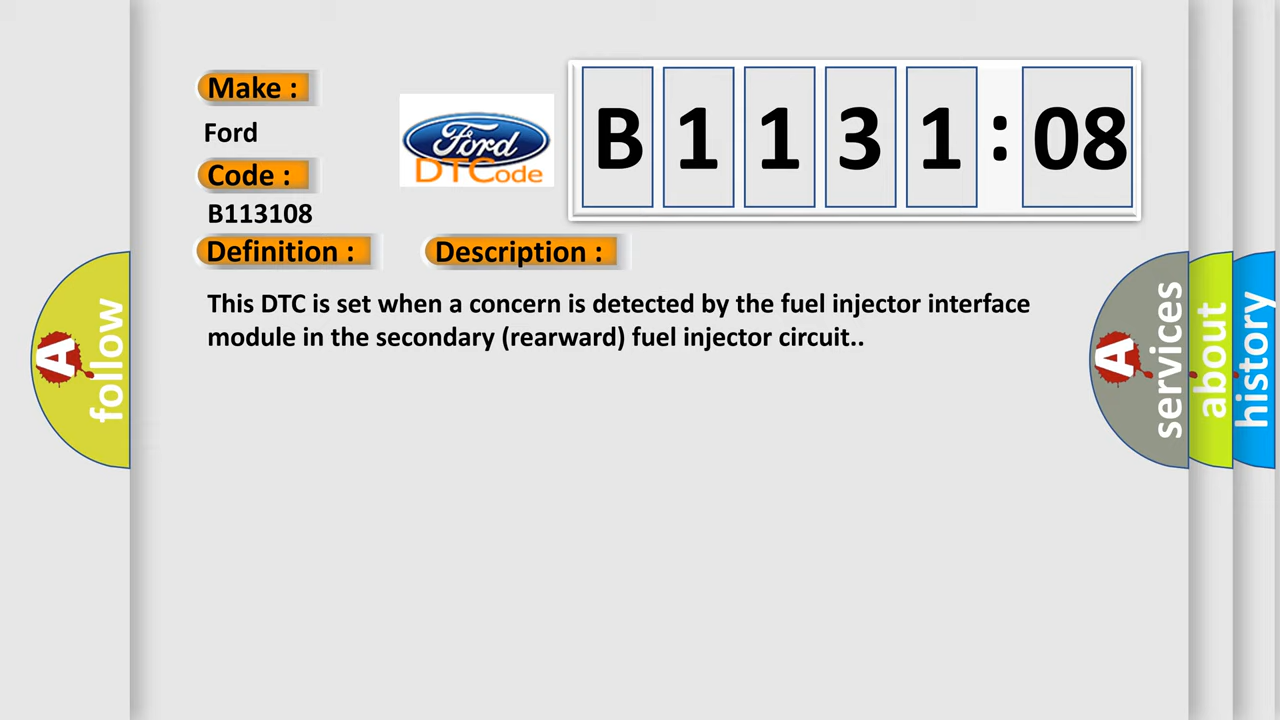 Make :
Ford
Code :
B113108
Definition :
Description :
This DTC is set when a concern is detected by the fuel injector interface
module in the secondary (rearward) fuel injector circuit..
Ford
DTCode
B 1 1 3 1 : 08
A follow
A services
about
history